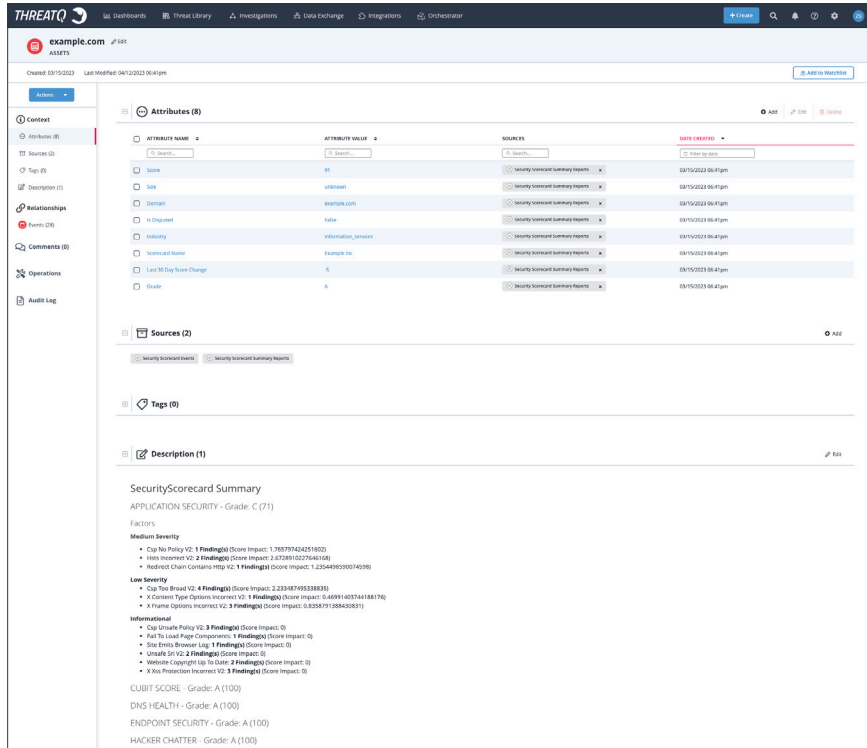 THREATQ Dashboards Threat Library Investigations Data Exchange Integrations Orchestrator + Create ZS
example.com Edit
ASSETS
Created: 03/15/2023 Last Modified: 04/12/2023 06:41pm Add to Watchlist
Actions
Context
Attributes (8)
Sources (2)
Tags (0)
Description (1)
Relationships
Events (28)
Comments (0)
Operations
Audit Log
Attributes (8) Add Edit Delete
ATTRIBUTE NAME ATTRIBUTE VALUE SOURCES DATE CREATED
Search... Search... Search... Filter by date
Score 91 Security Scorecard Summary Reports x 03/15/2023 06:41pm
Size unknown Security Scorecard Summary Reports x 03/15/2023 06:41pm
Domain example.com Security Scorecard Summary Reports x 03/15/2023 06:41pm
Is Disputed False Security Scorecard Summary Reports x 03/15/2023 06:41pm
Industry information_services Security Scorecard Summary Reports x 03/15/2023 06:41pm
Scorecard Name Example Inc Security Scorecard Summary Reports x 03/15/2023 06:41pm
Last 30 Day Score Change -5 Security Scorecard Summary Reports x 03/15/2023 06:41pm
Grade A Security Scorecard Summary Reports x 03/15/2023 06:41pm
Sources (2) Add
Security Scorecard Events Security Scorecard Summary Reports
Tags (0)
Description (1) Edit
SecurityScorecard Summary
APPLICATION SECURITY - Grade: C (71)
Factors
Medium Severity
• Csp No Policy V2: 1 Finding(s) (Score Impact: 1.765797424251602)
• Hsts Incorrect V2: 2 Finding(s) (Score Impact: 2.6728910227646168)
• Redirect Chain Contains Http V2: 1 Finding(s) (Score Impact: 1.2354498590074598)
Low Severity
• Csp Too Broad V2: 4 Finding(s) (Score Impact: 2.233487495338835)
• X Content Type Options Incorrect V2: 1 Finding(s) (Score Impact: 0.46991403744188176)
• X Frame Options Incorrect V2: 3 Finding(s) (Score Impact: 0.8358791388430831)
Informational
• Csp Unsafe Policy V2: 3 Finding(s) (Score Impact: 0)
• Fail To Load Page Components: 1 Finding(s) (Score Impact: 0)
• Site Emits Browser Log: 1 Finding(s) (Score Impact: 0)
• Unsafe Sri V2: 2 Finding(s) (Score Impact: 0)
• Website Copyright Up To Date: 2 Finding(s) (Score Impact: 0)
• X Xss Protection Incorrect V2: 3 Finding(s) (Score Impact: 0)
CUBIT SCORE - Grade: A (100)
DNS HEALTH - Grade: A (100)
ENDPOINT SECURITY - Grade: A (100)
HACKER CHATTER - Grade: A (100)